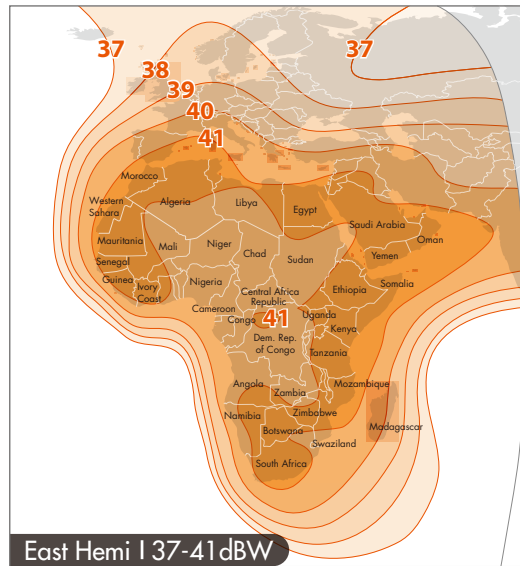 37
37
38
39
40
41
Morocco
Algeria
Libya
Egypt
Western
Sahara
Saudi Arabia
Mauritania
Mali
Niger
Chad
Sudan
Oman
Yemen
Senegal
Guinea
Ivory
Coast
Nigeria
Ethiopia
Somalia
Central Africa
Republic
Cameroon
Congo
41
Uganda
Kenya
Dem. Rep.
of Congo
Tanzania
Angola
Zambia
Mozambique
Namibia
Zimbabwe
Botswana
Madagascar
Swaziland
South Africa
East Hemi I 37-41dBW